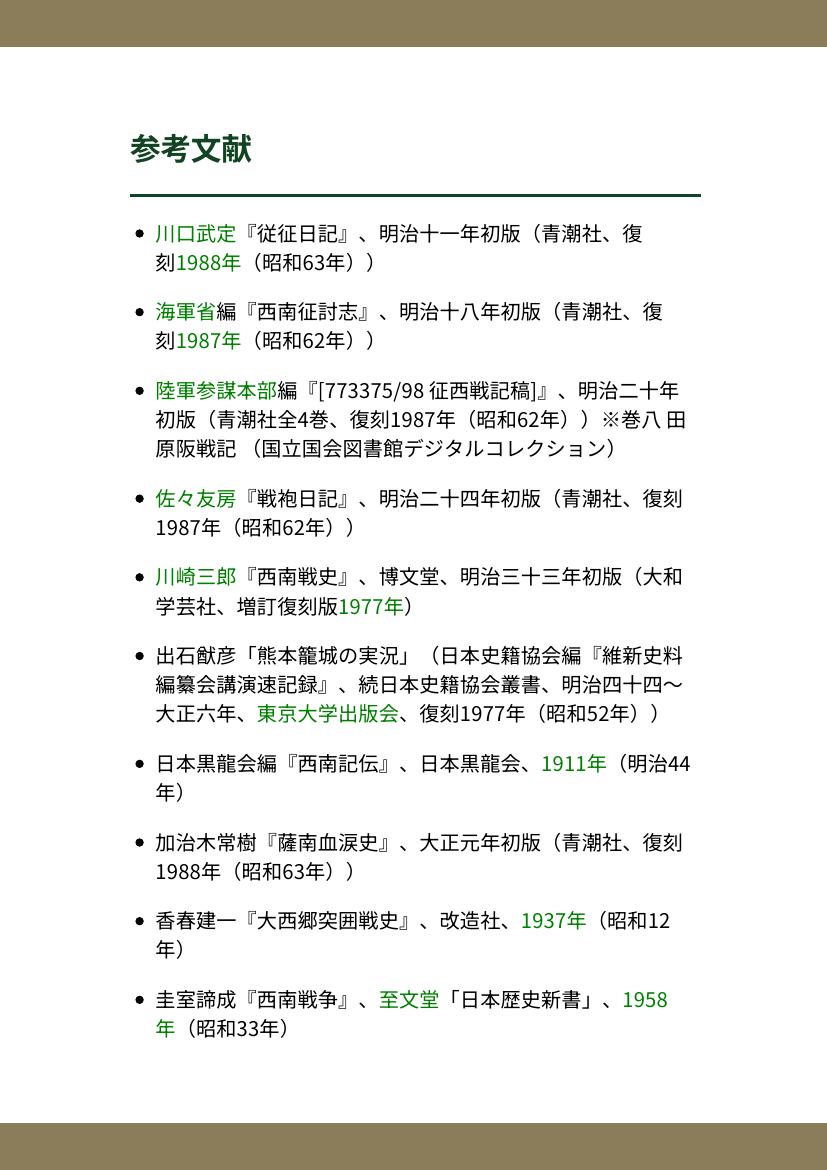 参考文献
川口武定『従征日記』、明治十一年初版（青潮社、復
刻1988年（昭和63年））
海軍省編『西南征討志』、明治十八年初版（青潮社、復
刻1987年（昭和62年））
陸軍参謀本部編『[773375/98 征西戦記稿]』、明治二十年
初版（青潮社全4巻、復刻1987年（昭和62年））※巻八 田
原阪戦記 （国立国会図書館デジタルコレクション）
佐々友房『戦袍日記』、明治二十四年初版（青潮社、復刻
1987年（昭和62年））
川崎三郎『西南戦史』、博文堂、明治三十三年初版（大和
学芸社、増訂復刻版1977年）
出石猷彦「熊本籠城の実況」（日本史籍協会編『維新史料
編纂会講演速記録』、続日本史籍協会叢書、明治四十四～
大正六年、東京大学出版会、復刻1977年（昭和52年））
日本黒龍会編『西南記伝』、日本黒龍会、1911年（明治44
年）
加治木常樹『薩南血涙史』、大正元年初版（青潮社、復刻
1988年（昭和63年））
香春建一『大西郷突囲戦史』、改造社、1937年（昭和12
年）
圭室諦成『西南戦争』、至文堂「日本歴史新書」、1958
年（昭和33年）